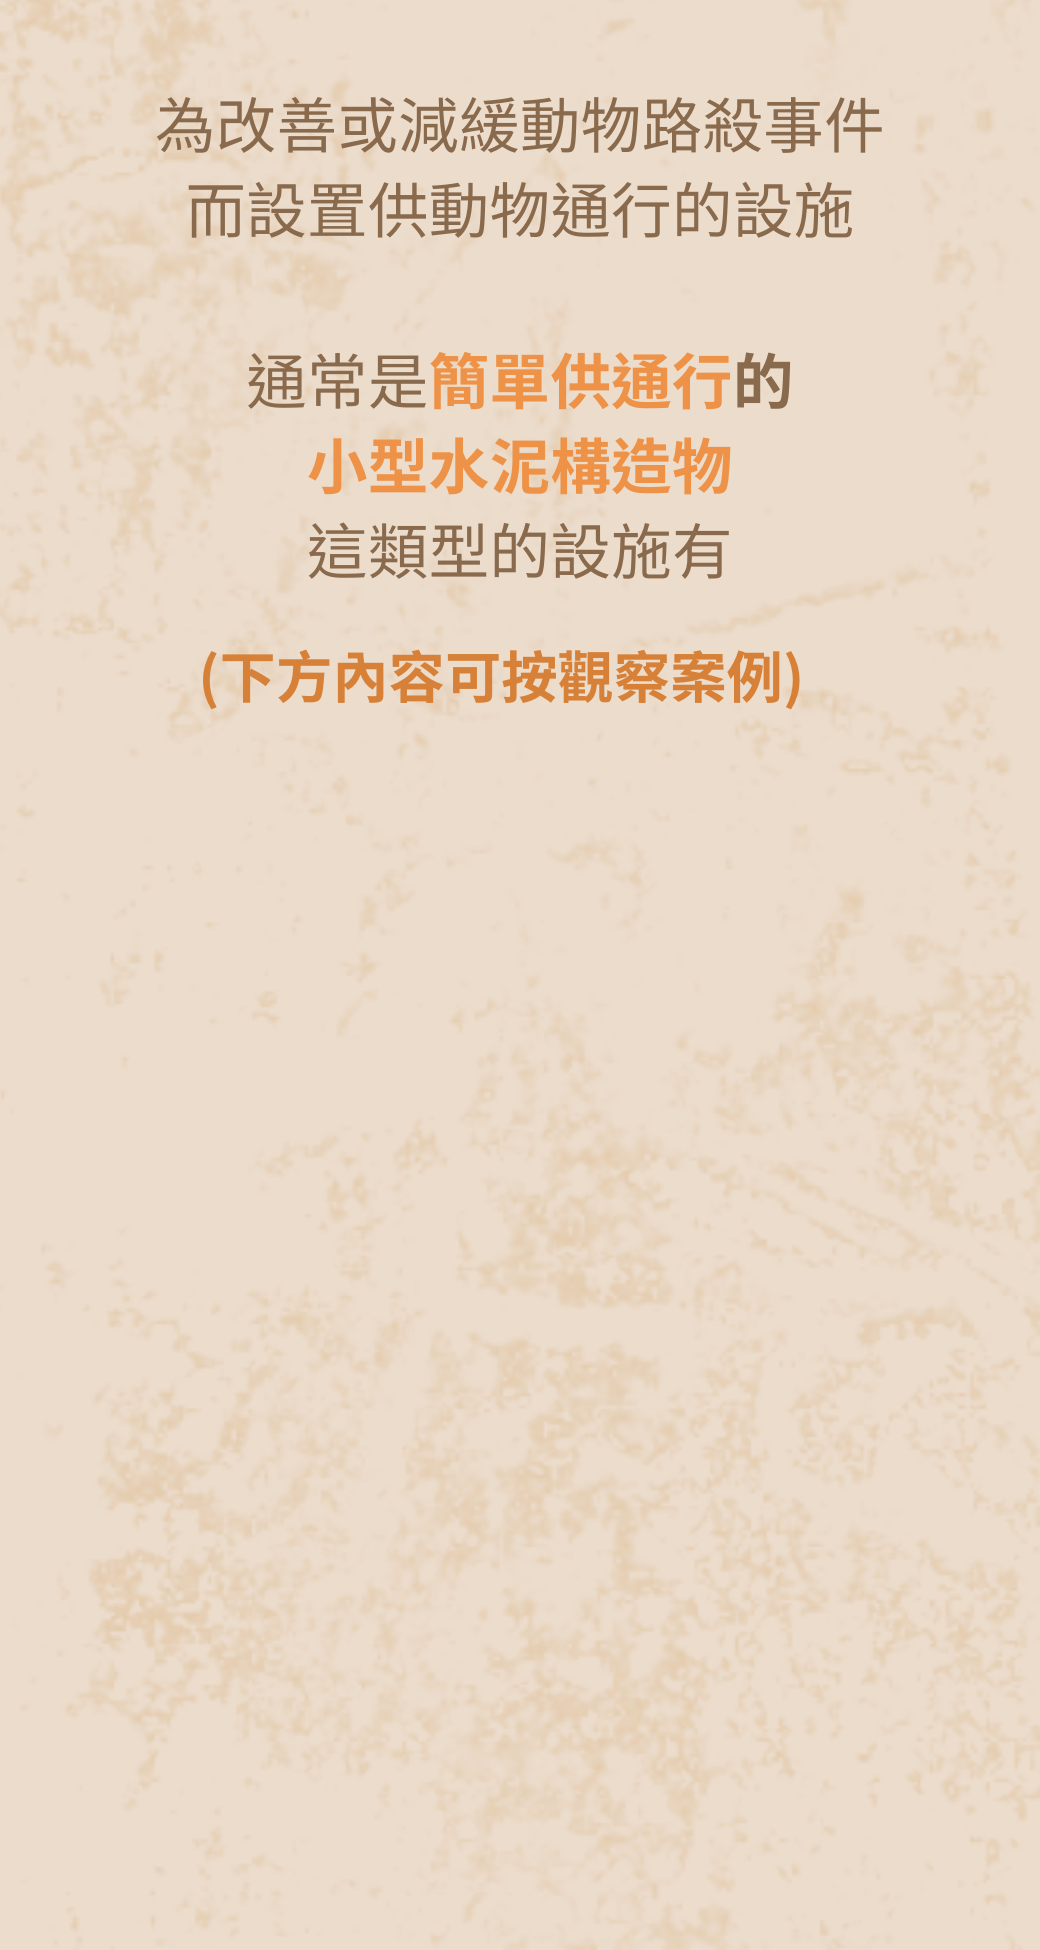 為改善或減緩動物路殺事件
而設置供動物通行的設施
通常是簡單供通行的
小型水泥構造物
這類型的設施有
(下方內容可按觀察案例)